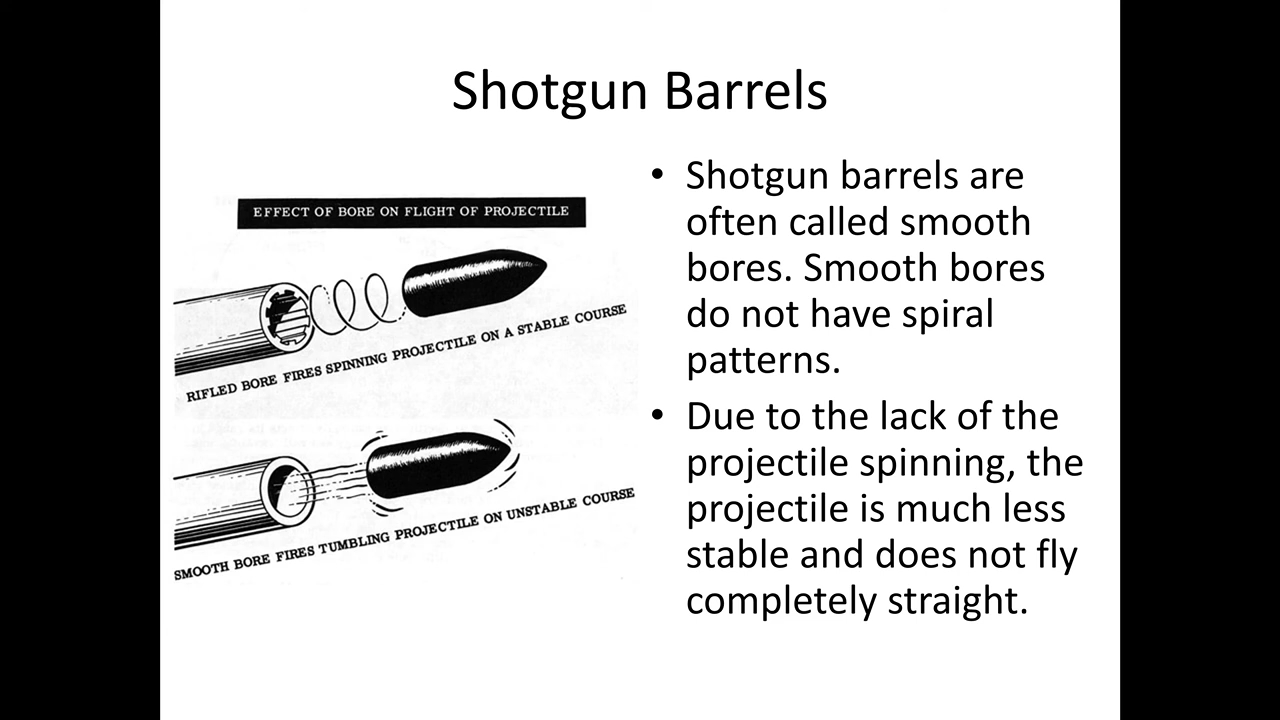 Shotgun Barrels
EFFECT OF BORE ON FLIGHT OF PROJECTILE
RIFLED BORE FIRES SPINNING PROJECTILE ON A STABLE COURSE
SMOOTH BORE FIRES TUMBLING PROJECTILE ON UNSTABLE COURSE
• Shotgun barrels are
often called smooth
bores. Smooth bores
do not have spiral
patterns.
• Due to the lack of the
projectile spinning, the
projectile is much less
stable and does not fly
completely straight.